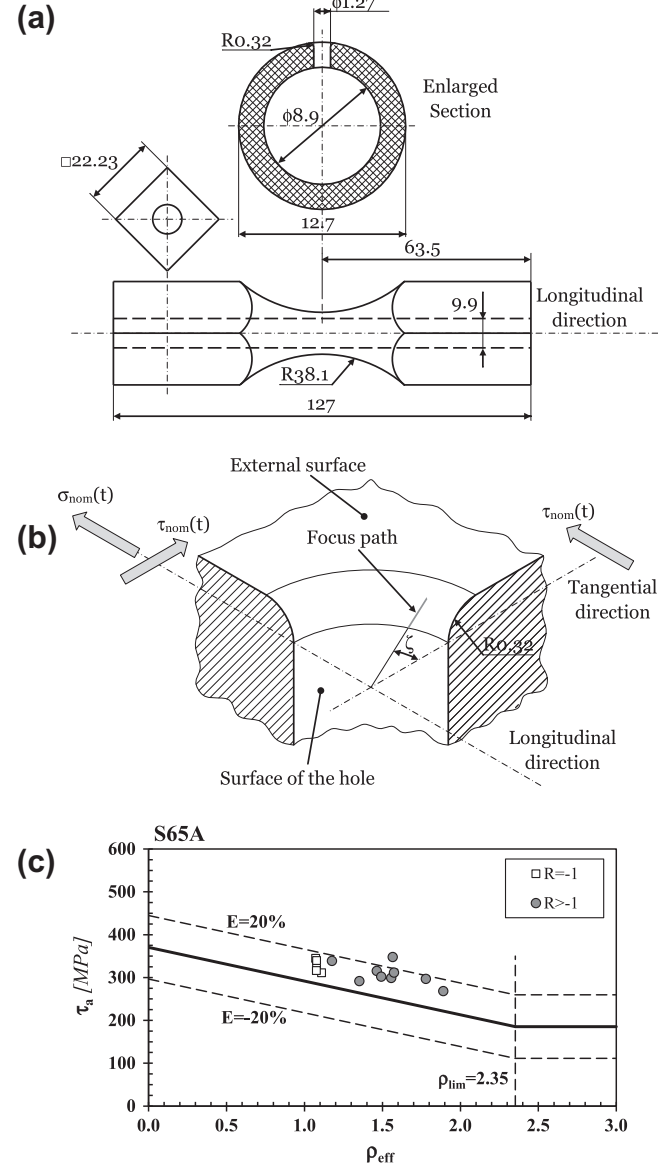 (a)
ϕ1.27
R0.32
Enlarged
Section
ϕ8.9
□22.23
12.7
63.5
9.9
Longitudinal
direction
R38.1
127
(b)
External surface
σnom(t)
τnom(t)
Focus path
τnom(t)
Tangential
direction
ζ
R0.32
Longitudinal
direction
Surface of the hole
(c)
S65A
600
500
400
300
200
100
0
τa [MPa]
R=-1
R>-1
E=20%
E=-20%
ρlim=2.35
0.0 0.5 1.0 1.5 2.0 2.5 3.0
ρeff